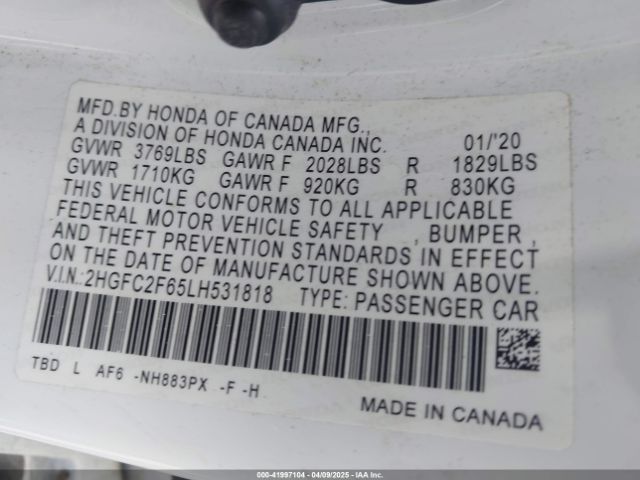 MFD.BY HONDA OF CANADA MFG.,
A DIVISION OF HONDA CANADA INC. 01/'20
GVWR 3769LBS GAWR F 2028LBS R 1829LBS
GVWR 1710KG GAWR F 920KG R 830KG
THIS VEHICLE CONFORMS TO ALL APPLICABLE
FEDERAL MOTOR VEHICLE SAFETY , BUMPER ,
AND THEFT PREVENTION STANDARDS IN EFFECT
ON THE DATE OF MANUFACTURE SHOWN ABOVE.
V.I.N.:2HGFC2F65LH531818 TYPE: PASSENGER CAR
TBD L AF6 -NH883PX -F -H
MADE IN CANADA
000-41997104 - 04/09/2025 - IAA Inc.